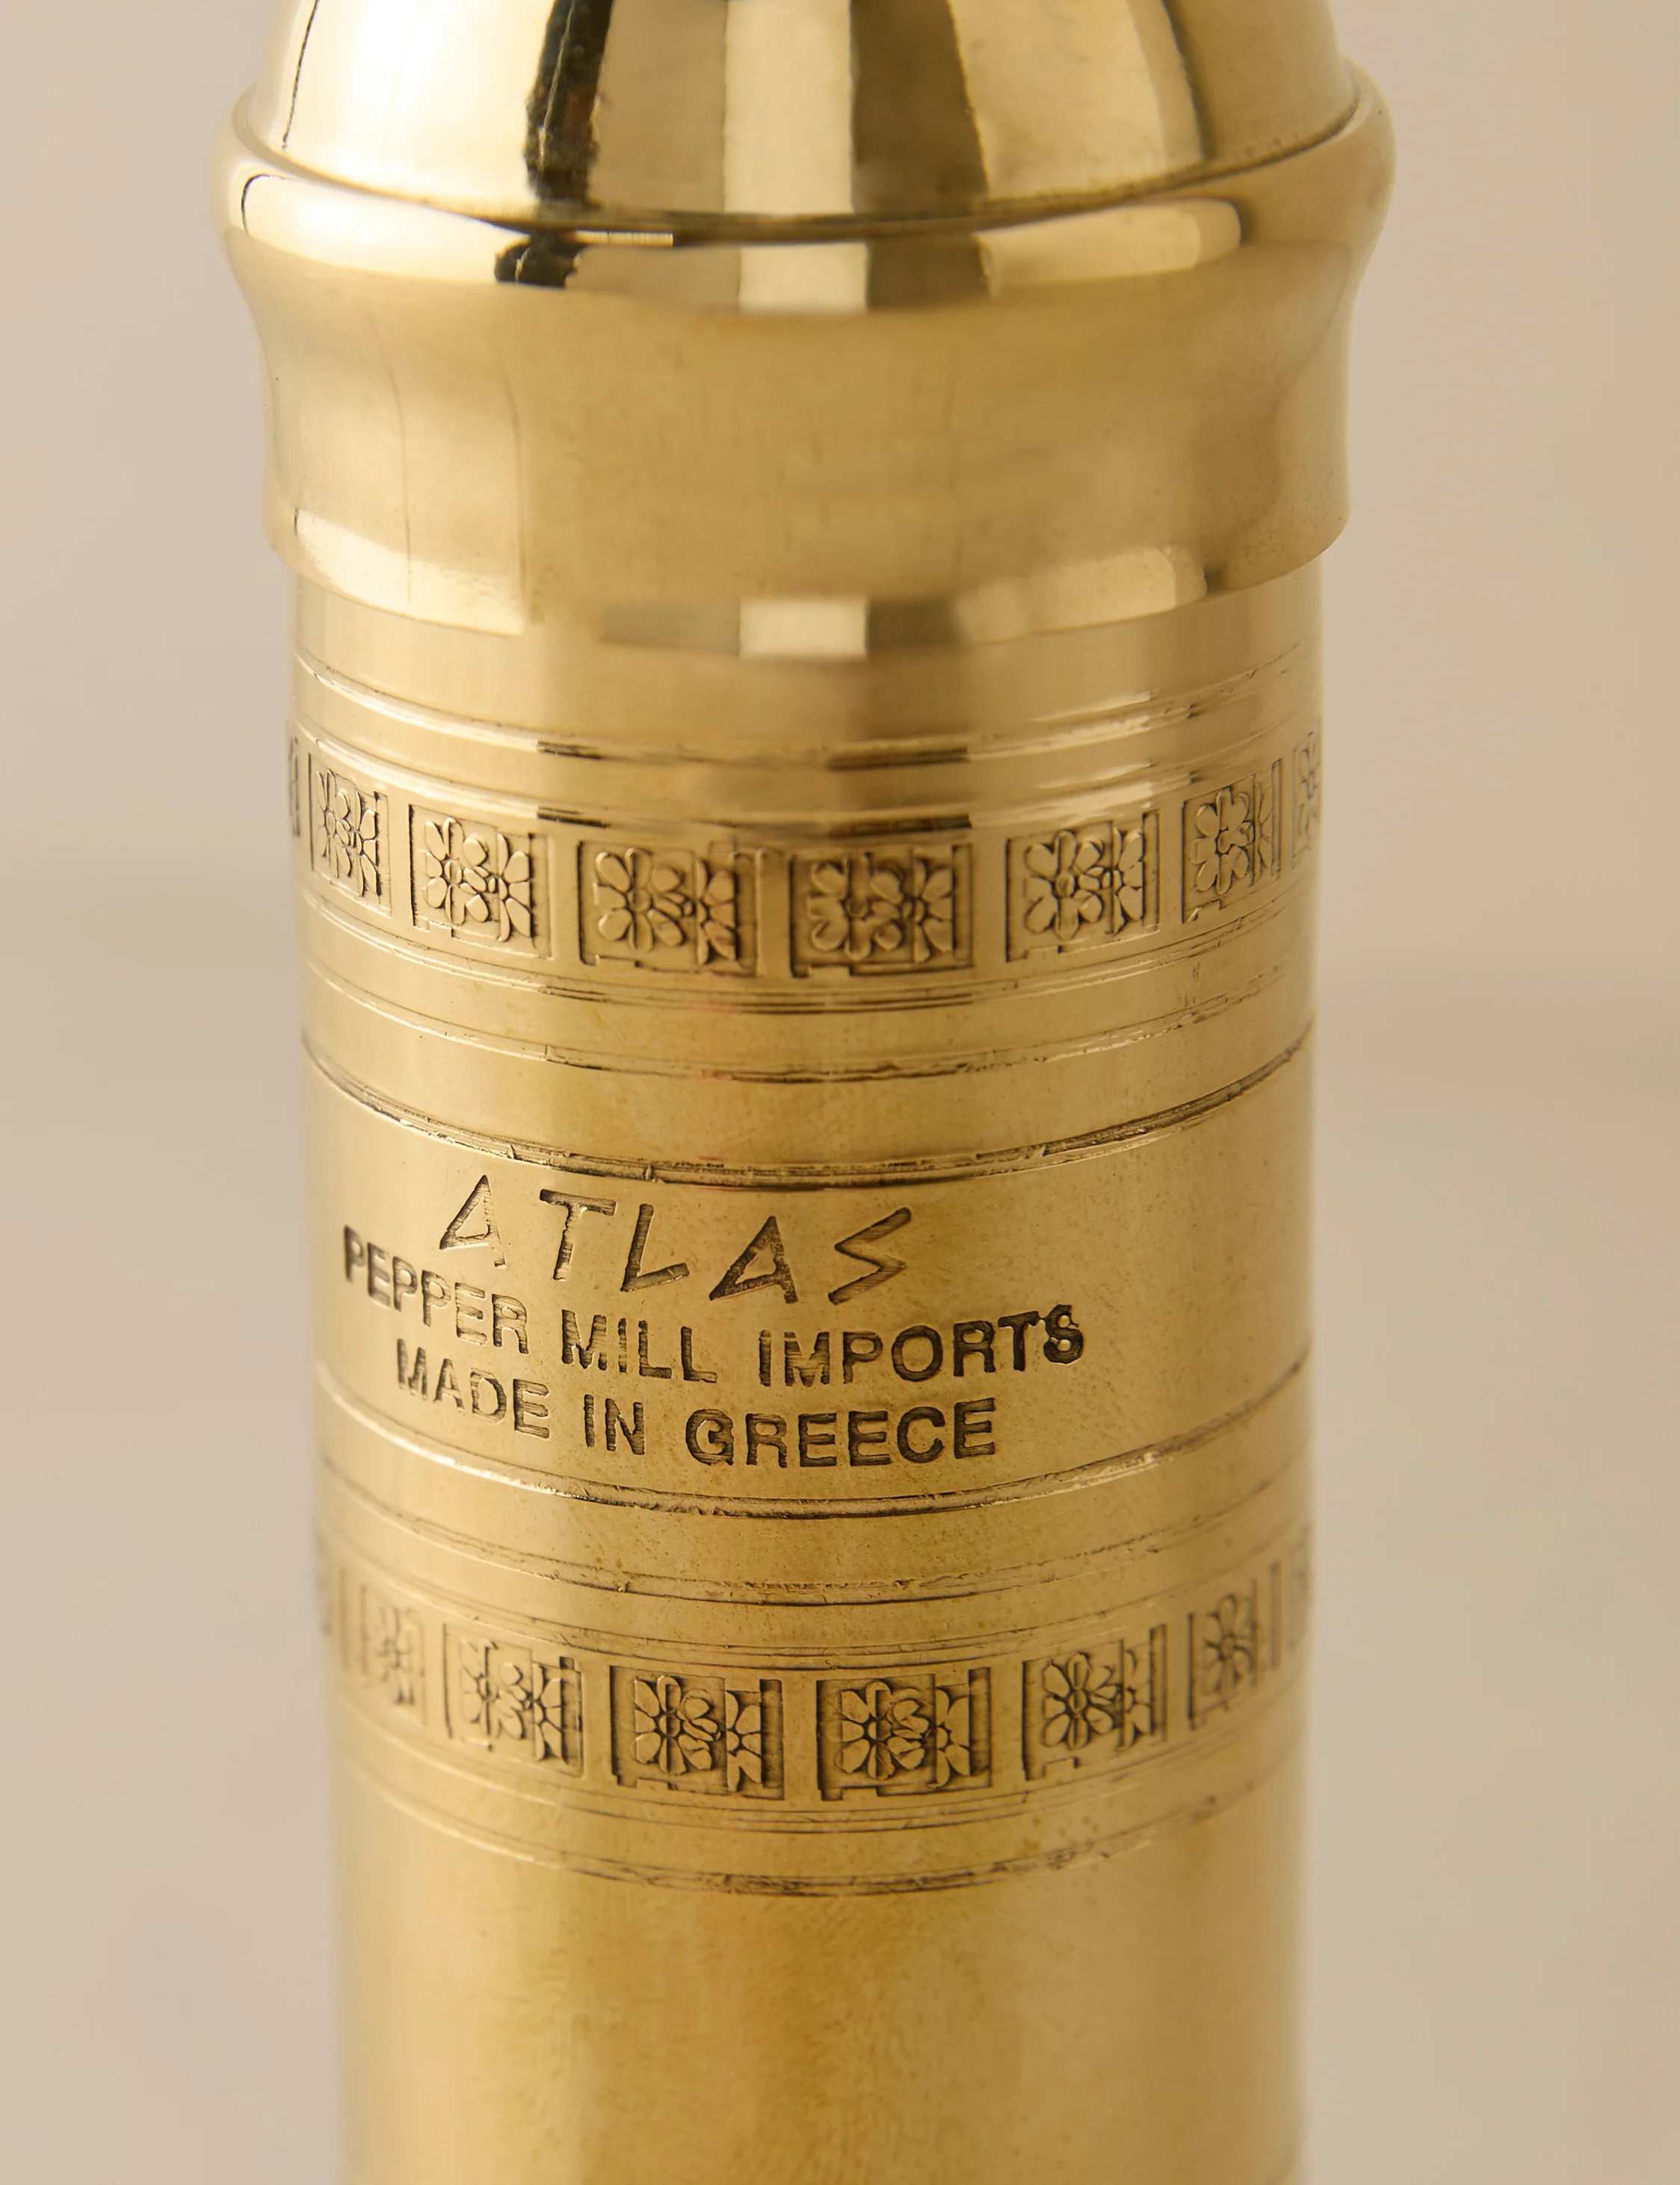 ATLAS
PEPPER MILL IMPORTS
MADE IN GREECE